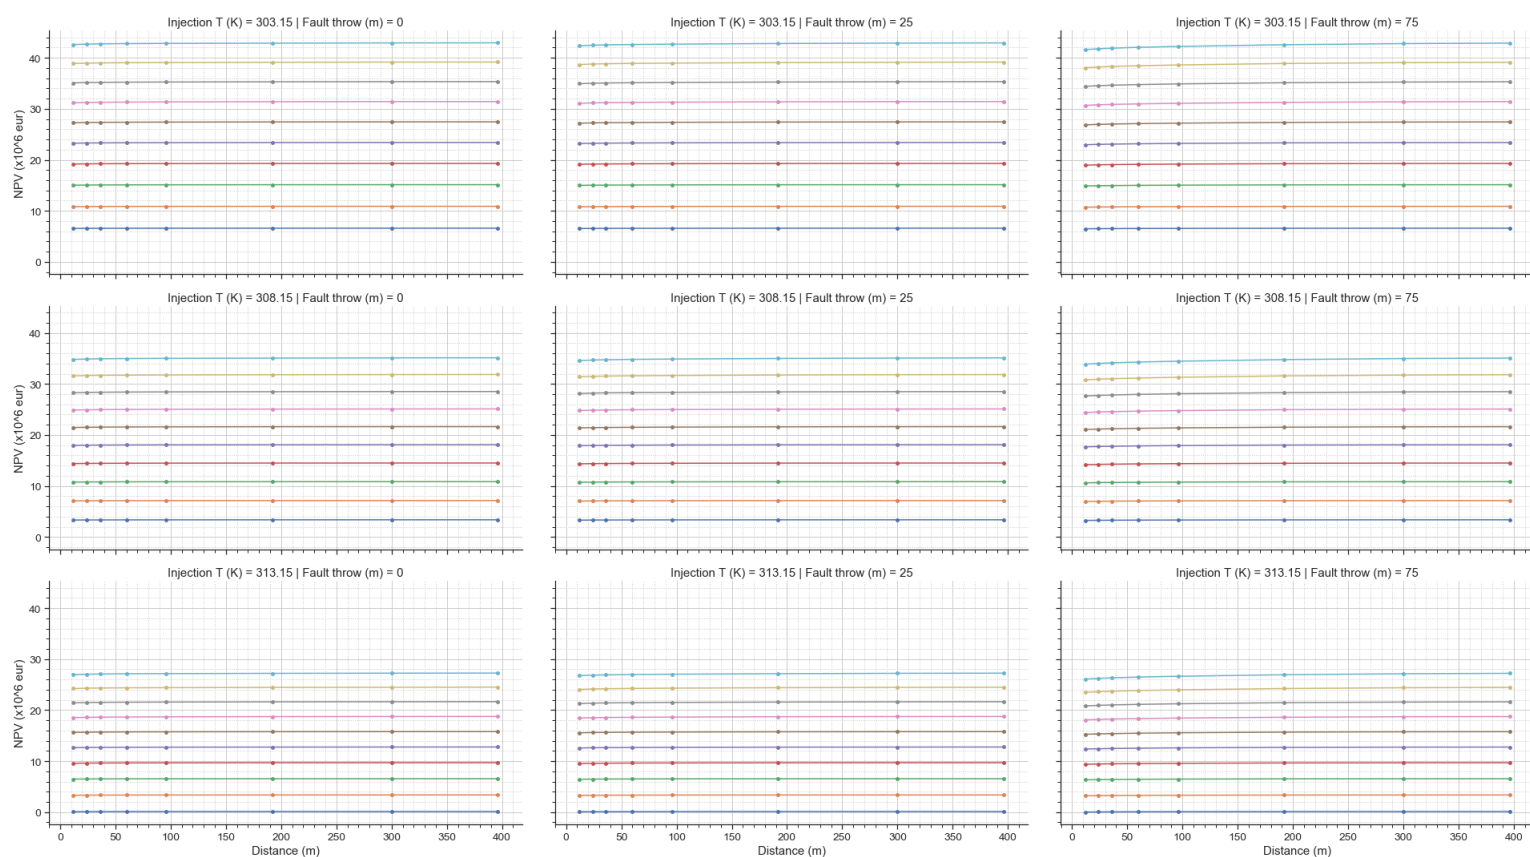 Injection T (K) = 303.15 | Fault throw (m) = 0
Injection T (K) = 303.15 | Fault throw (m) = 25
Injection T (K) = 303.15 | Fault throw (m) = 75
NPV (x10^6 eur)
40
30
20
10
0
Injection T (K) = 308.15 | Fault throw (m) = 0
Injection T (K) = 308.15 | Fault throw (m) = 25
Injection T (K) = 308.15 | Fault throw (m) = 75
NPV (x10^6 eur)
40
30
20
10
0
Injection T (K) = 313.15 | Fault throw (m) = 0
Injection T (K) = 313.15 | Fault throw (m) = 25
Injection T (K) = 313.15 | Fault throw (m) = 75
NPV (x10^6 eur)
40
30
20
10
0
0 50 100 150 200 250 300 350 400
0 50 100 150 200 250 300 350 400
0 50 100 150 200 250 300 350 400
Distance (m)
Distance (m)
Distance (m)